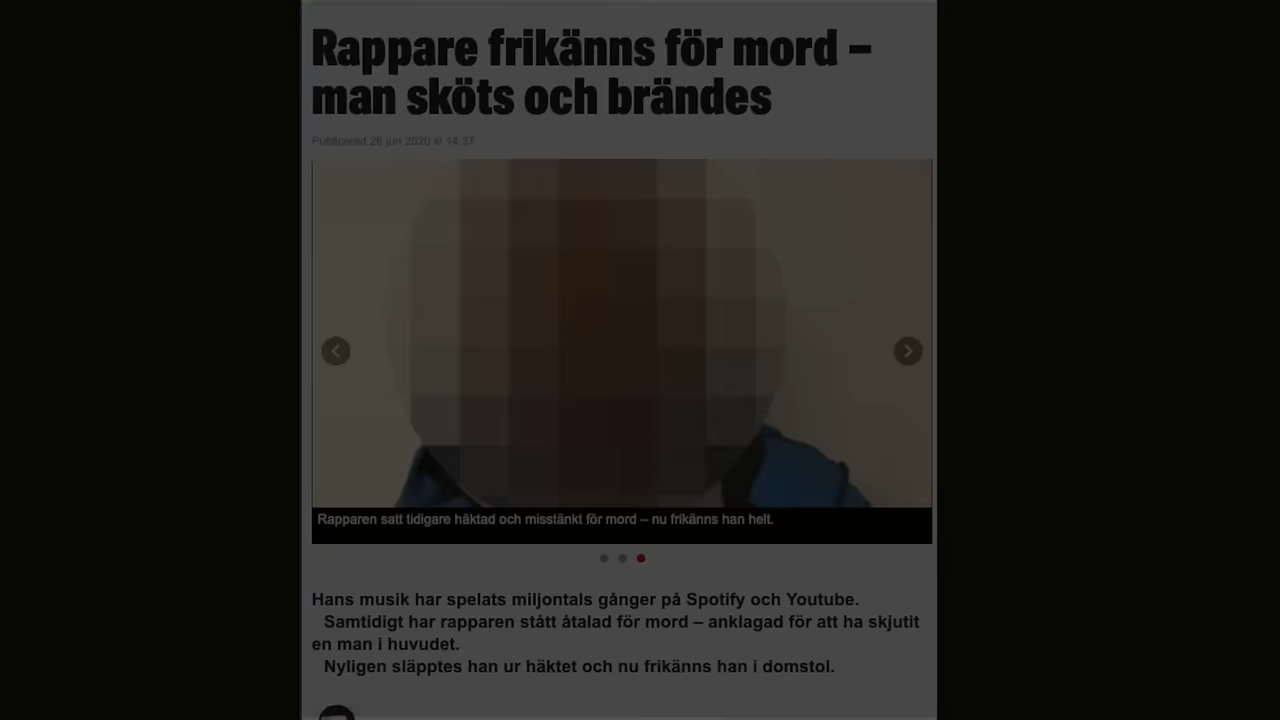 Rappare frikänns för mord –
man sköts och brändes
Publicerad 26 jun 2020 kl 14.37
Rapparen satt tidigare häktad och misstänkt för mord – nu frikänns han helt.
Hans musik har spelats miljontals gånger på Spotify och Youtube.
Samtidigt har rapparen stått åtalad för mord – anklagad för att ha skjutit
en man i huvudet.
Nyligen släpptes han ur häktet och nu frikänns han i domstol.